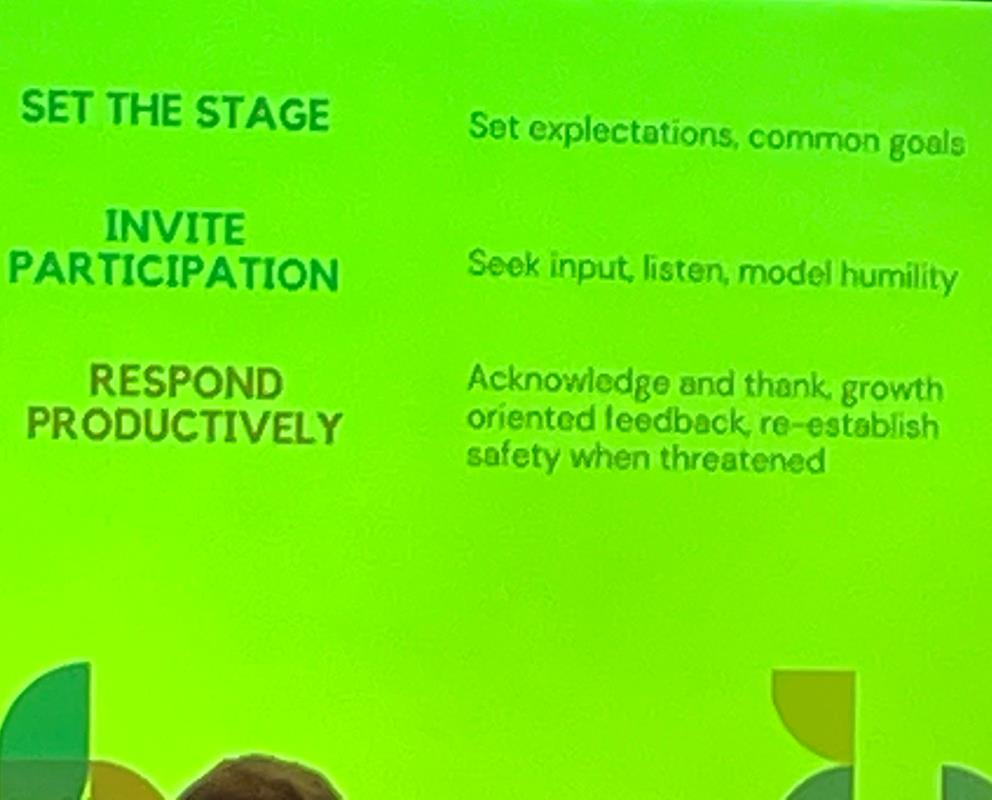 SET THE STAGE
Set explectations, common goals
INVITE
PARTICIPATION
Seek input, listen, model humility
RESPOND
PRODUCTIVELY
Acknowledge and thank, growth
oriented feedback, re-establish
safety when threatened